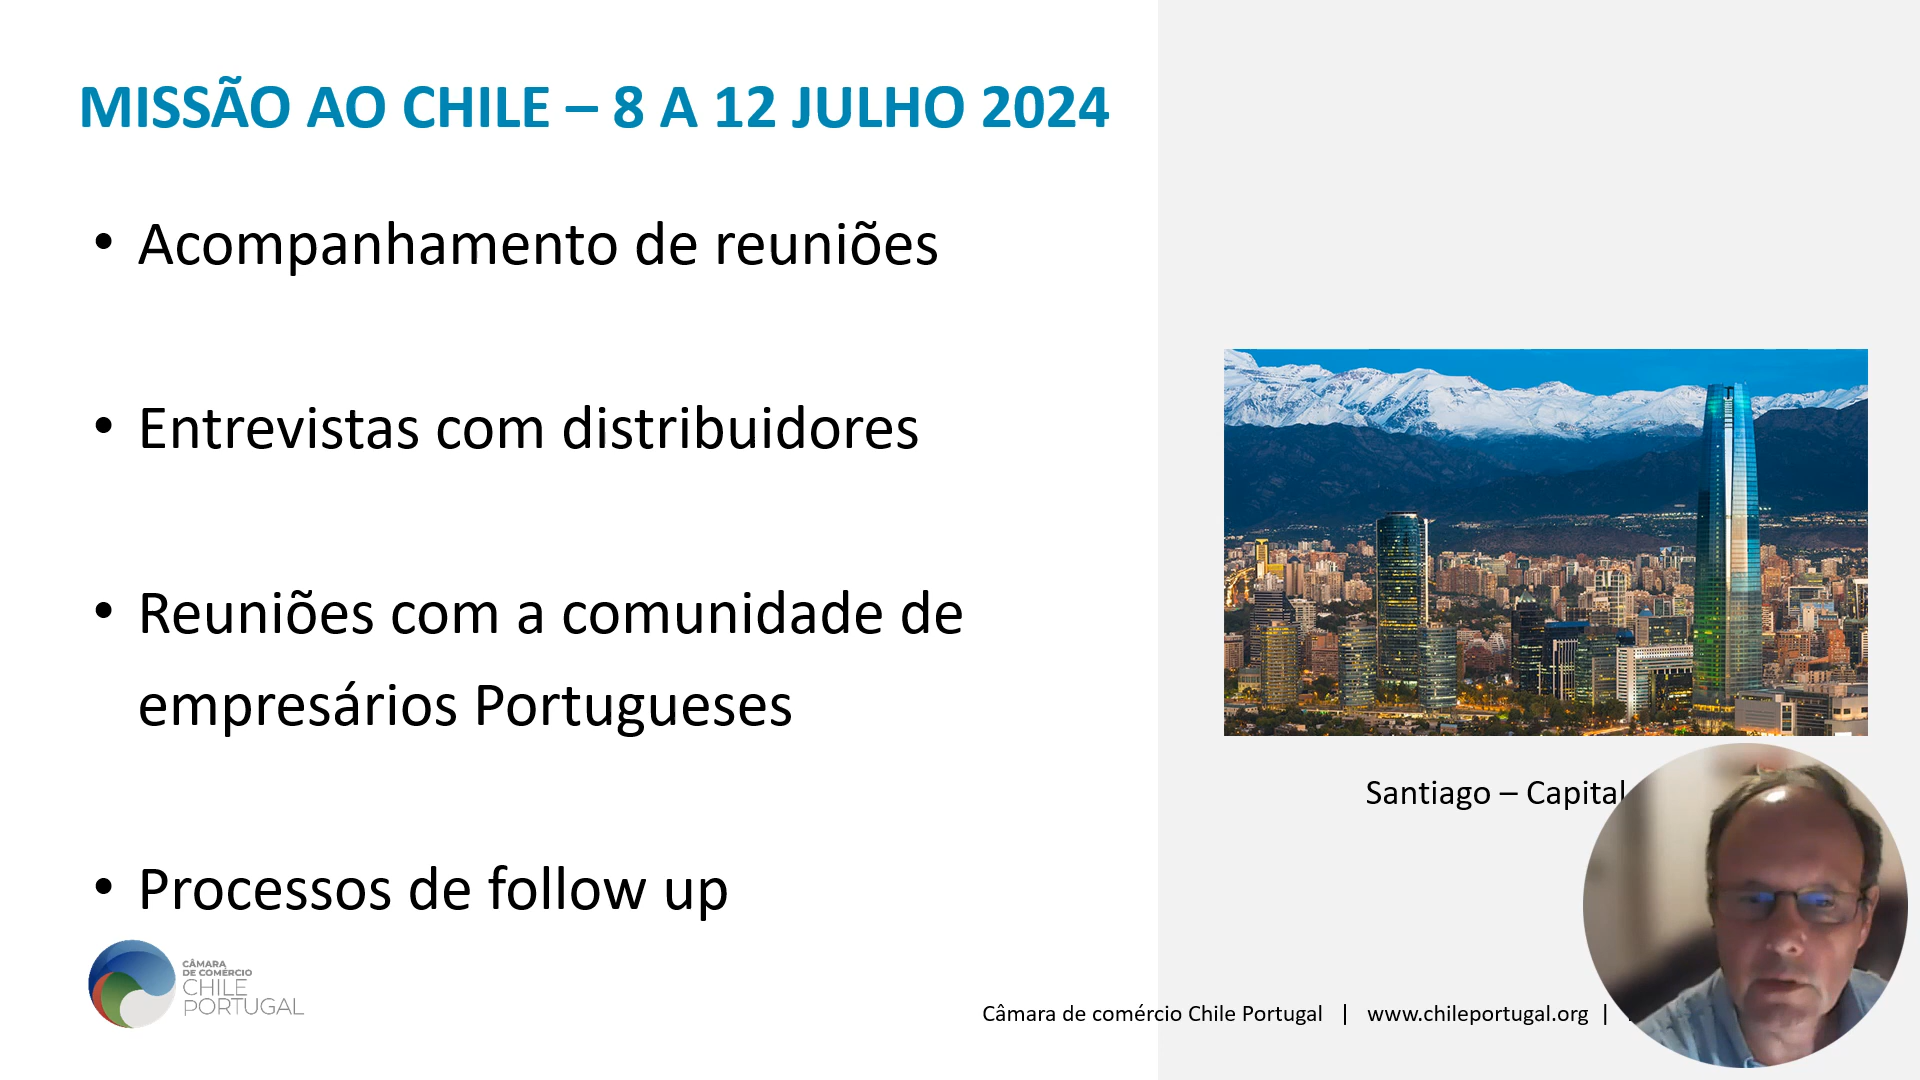 MISSÃO AO CHILE – 8 A 12 JULHO 2024
• Acompanhamento de reuniões
• Entrevistas com distribuidores
• Reuniões com a comunidade de
empresários Portugueses
• Processos de follow up
Santiago – Capital
CÂMARA
DE COMÉRCIO
CHILE
PORTUGAL
Câmara de comércio Chile Portugal | www.chileportugal.org |